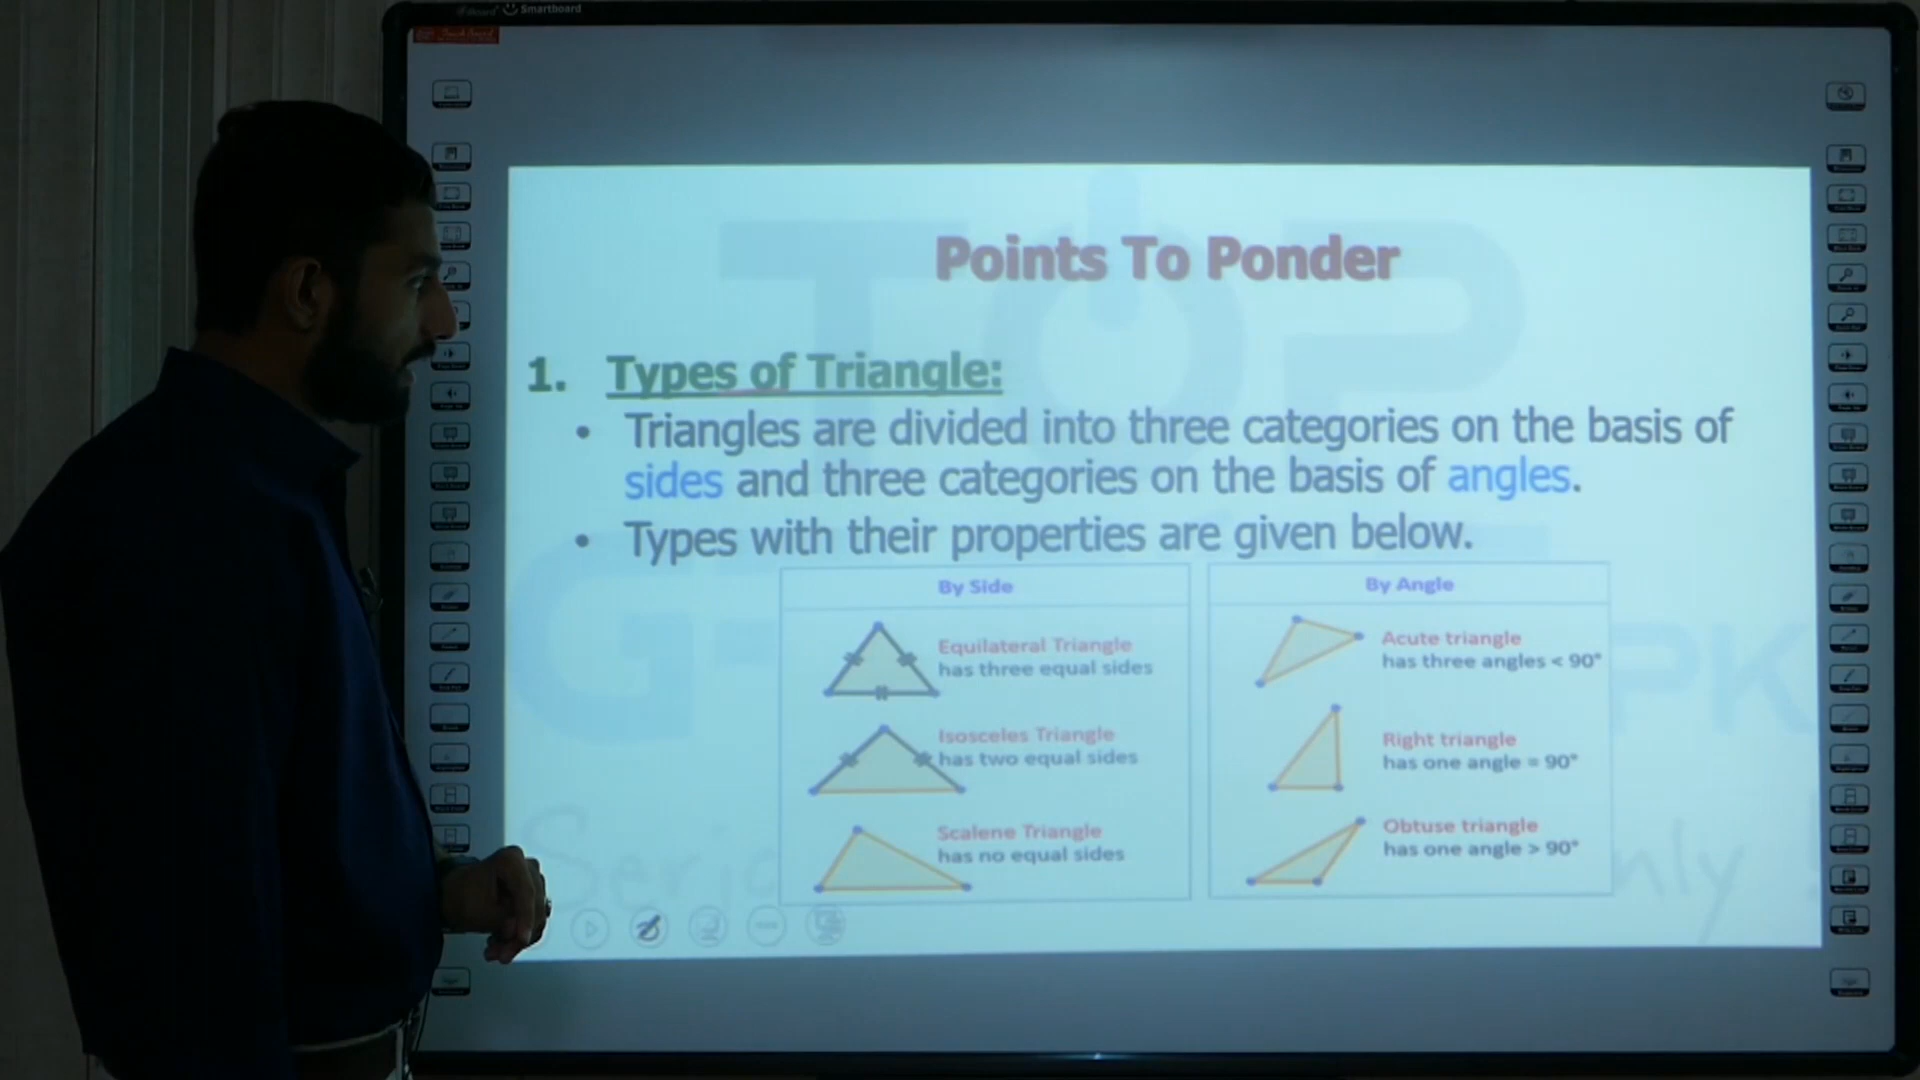 Smartboard
Points To Ponder
1. Types of Triangle:
• Triangles are divided into three categories on the basis of
sides and three categories on the basis of angles.
• Types with their properties are given below.
By Side
Equilateral Triangle
has three equal sides
Isosceles Triangle
has two equal sides
Scalene Triangle
has no equal sides
By Angle
Acute triangle
has three angles < 90°
Right triangle
has one angle = 90°
Obtuse triangle
has one angle > 90°
TOP
PK